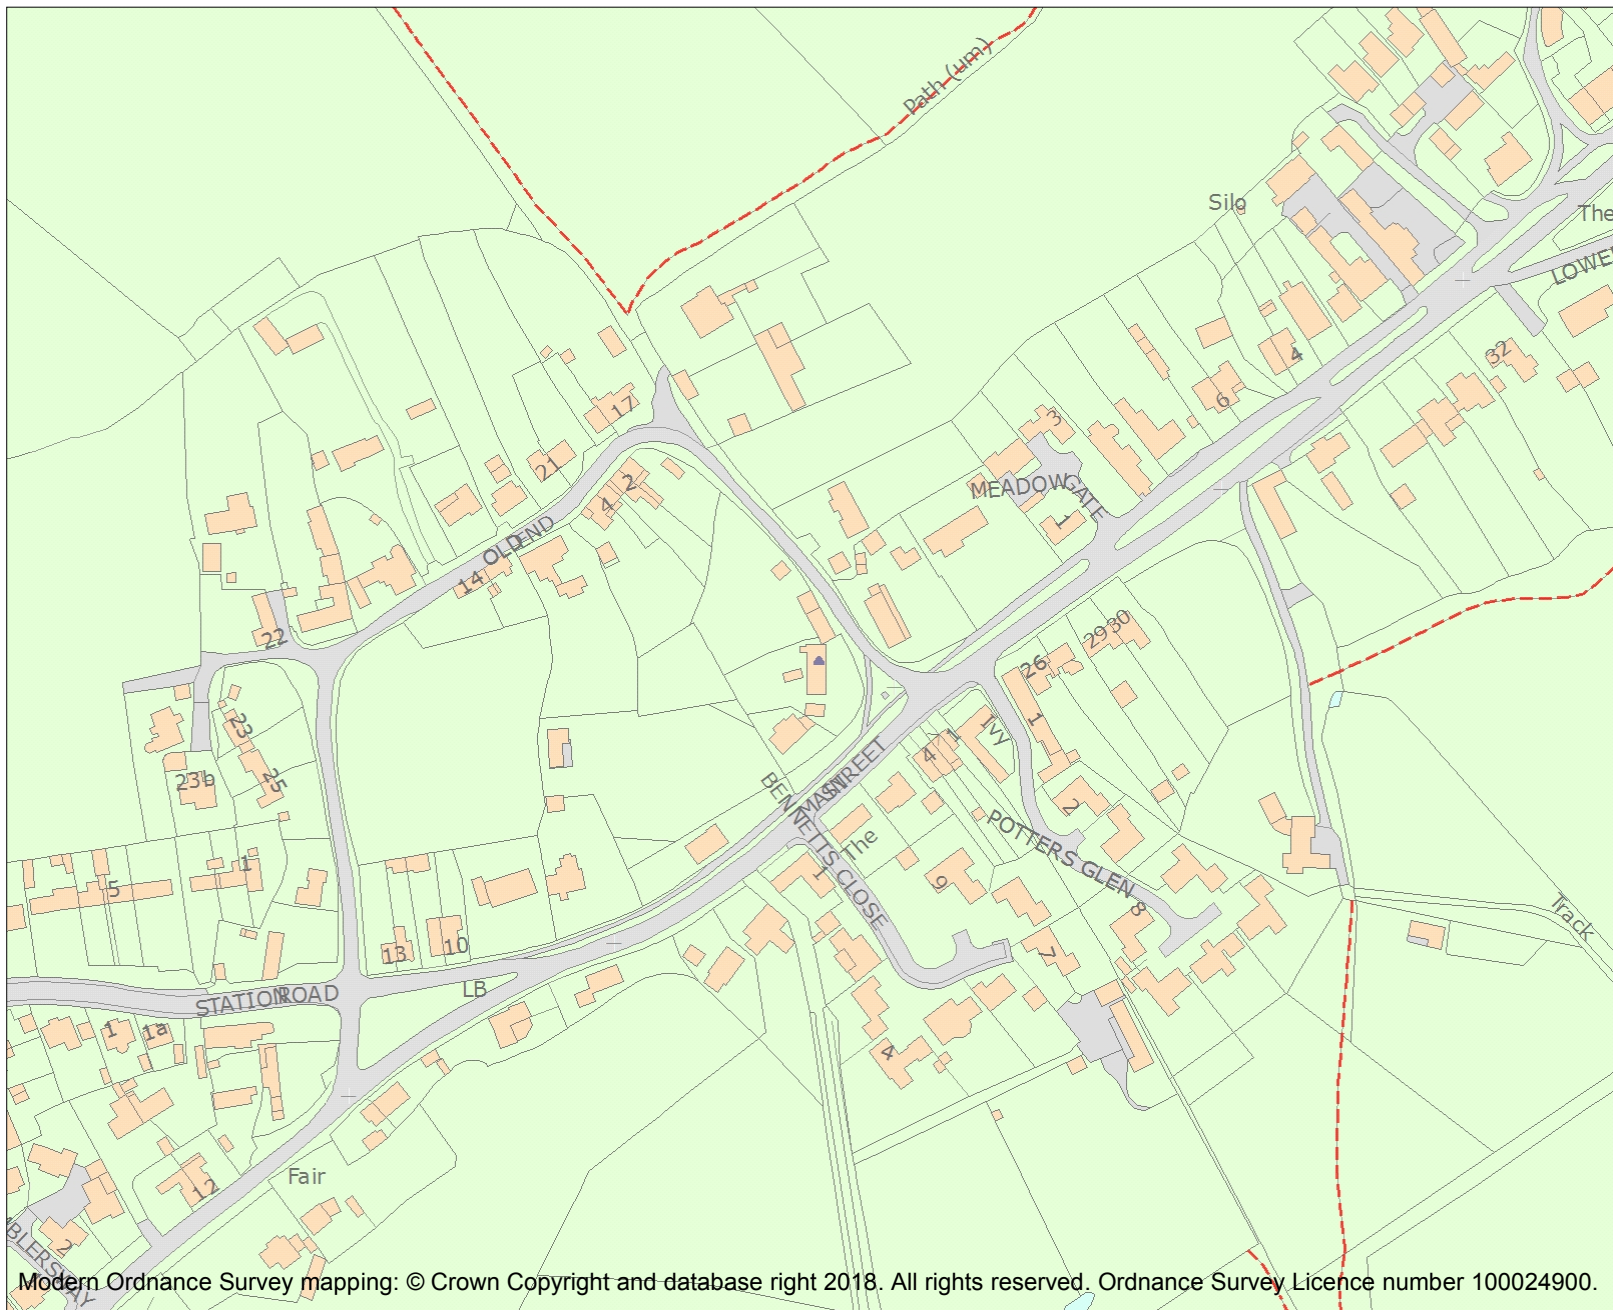 Path (um)
Silo
The
LOWE
32
4
6
3
17
MEADOW
GATE
21
2
4
1
OLD END
14
22
29
30
26
1
Ivy
23
4
1
23b
25
MAIN STREET
BENNETTS CLOSE
2
The
POTTERS GLEN
1
5
1
9
8
Track
13
10
7
LB
STATION ROAD
1
1a
4
Fair
12
2
BLERSWAY
Modern Ordnance Survey mapping: © Crown Copyright and database right 2018. All rights reserved. Ordnance Survey Licence number 100024900.